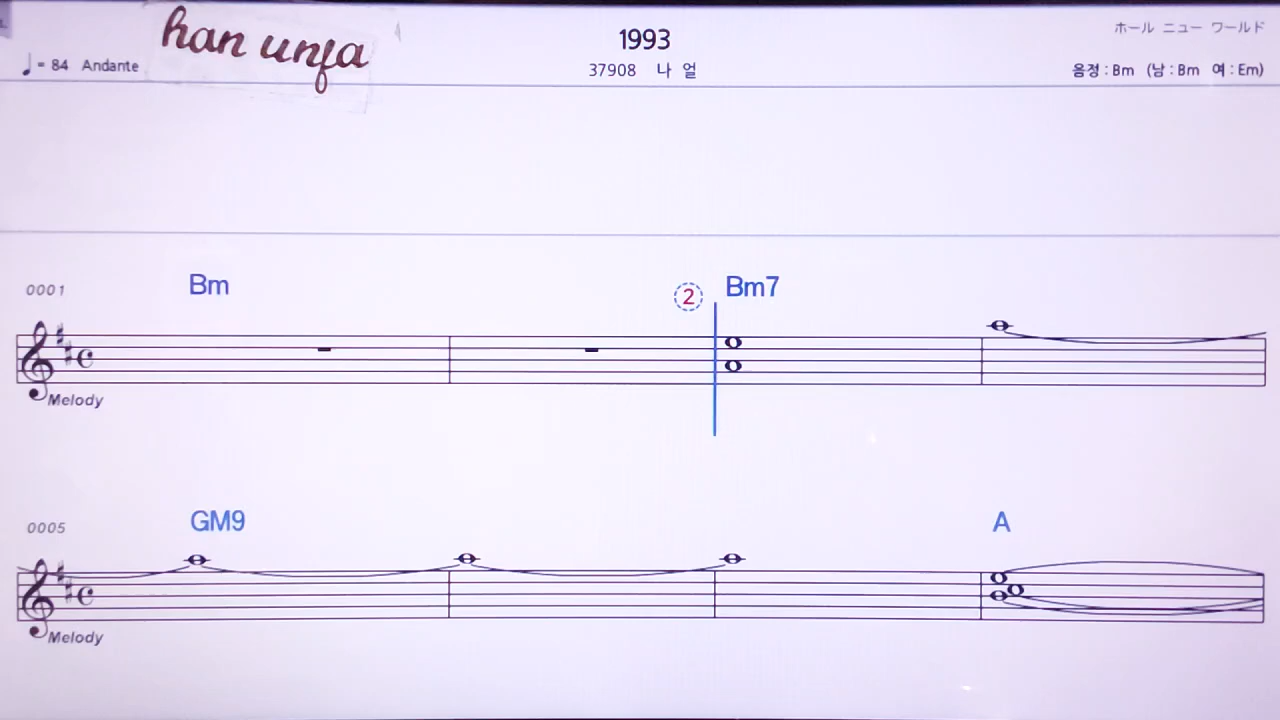 han unfa
1993
ホール ニュー ワールド
♩= 84 Andante
37908 나 얼
음정 : Bm (남 : Bm 여 : Em)
0001 Bm ② Bm7
Melody
0005 GM9 A
Melody